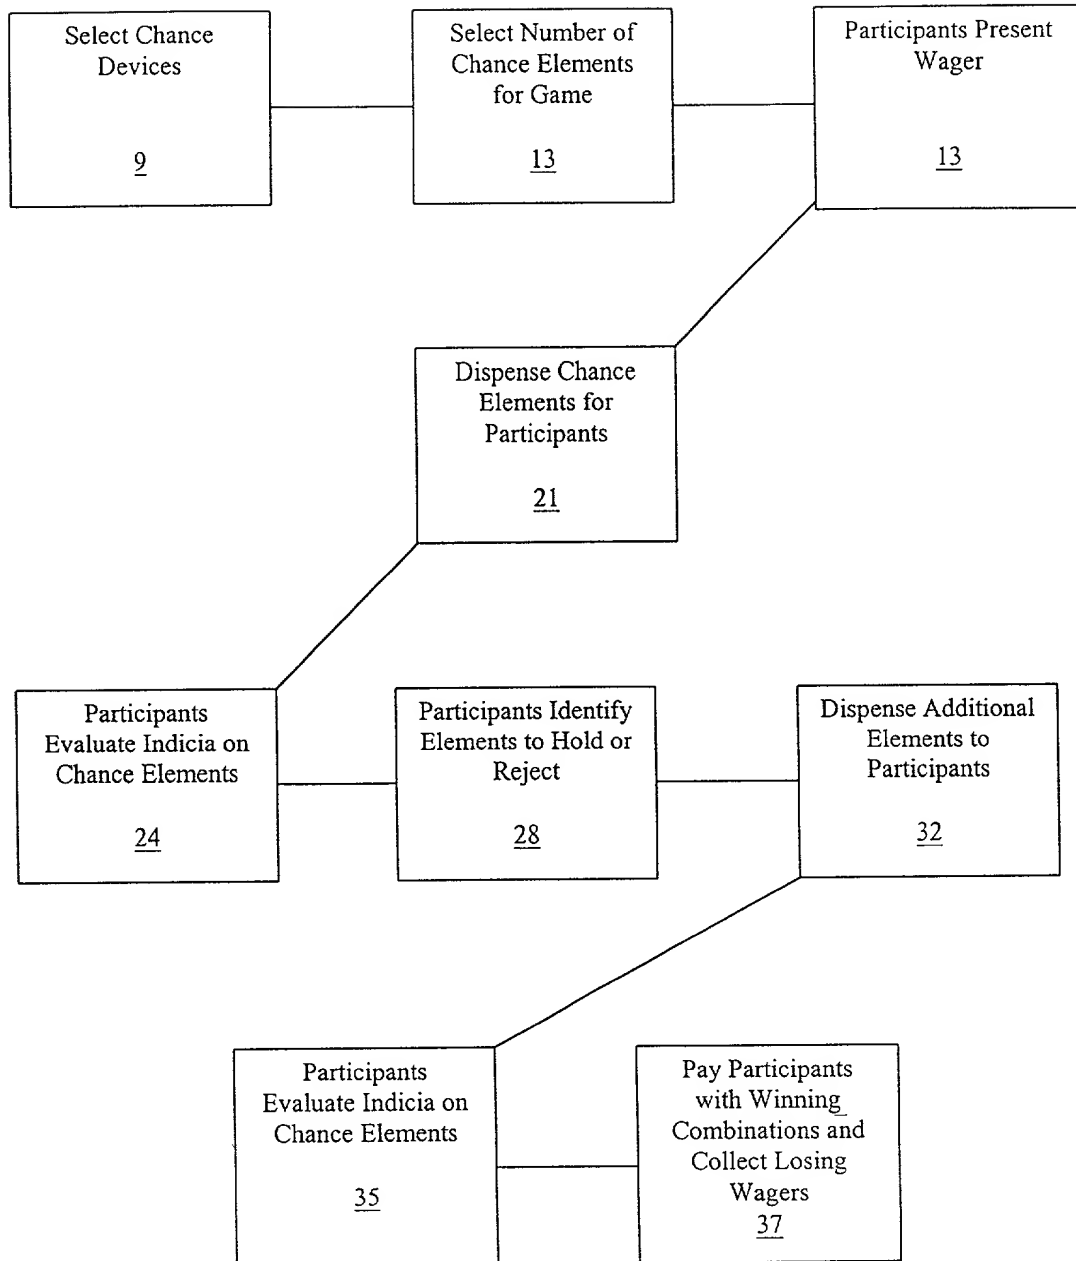 Select Chance
Devices
9
Select Number of
Chance Elements
for Game
13
Participants Present
Wager
13
Dispense Chance
Elements for
Participants
21
Participants
Evaluate Indicia on
Chance Elements
24
Participants Identify
Elements to Hold or
Reject
28
Dispense Additional
Elements to
Participants
32
Participants
Evaluate Indicia on
Chance Elements
35
Pay Participants
with Winning
Combinations and
Collect Losing
Wagers
37